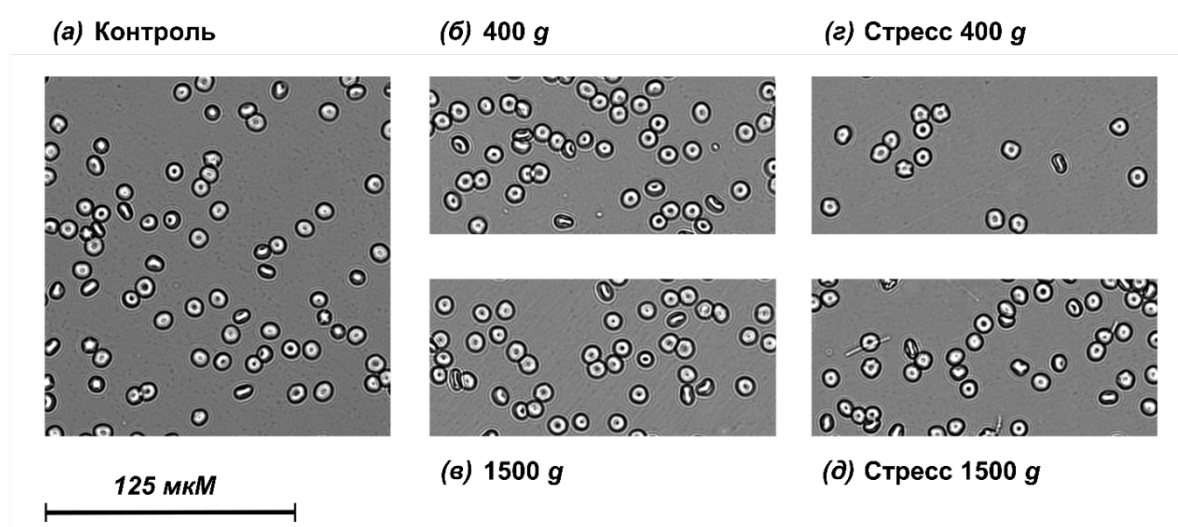 (а) Контроль
(б) 400 g
(г) Стресс 400 g
(в) 1500 g
(д) Стресс 1500 g
125 мкМ